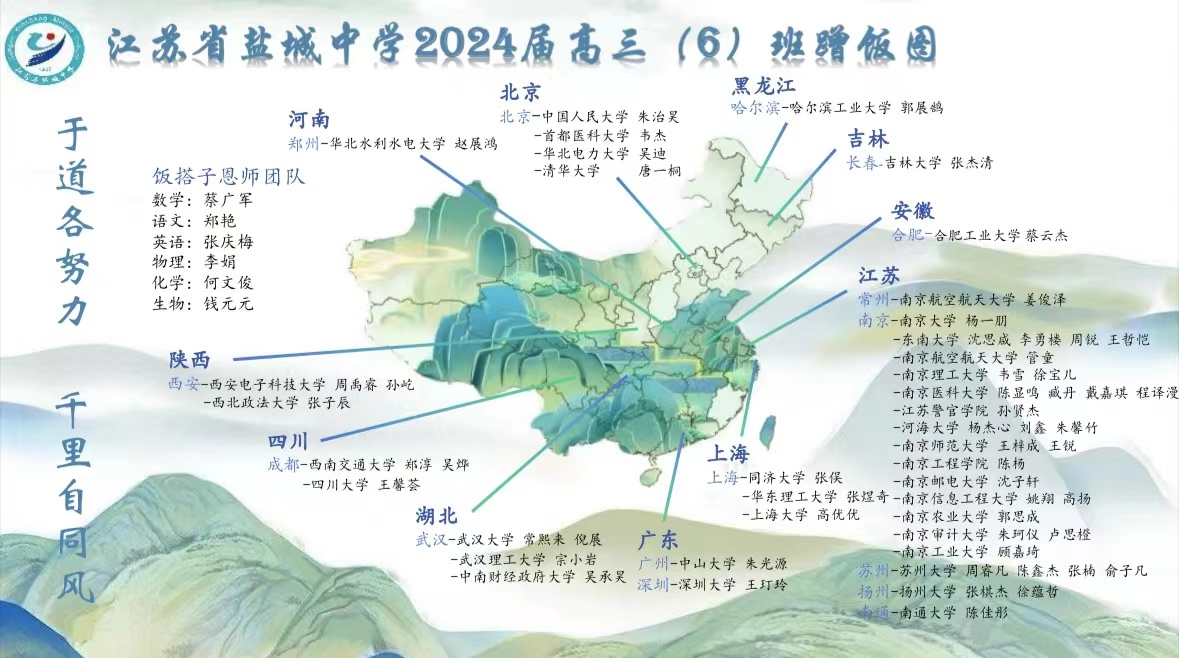 江苏省盐城中学2024届高三（6）班蹭饭图
于道各努力
千里自同风
饭搭子恩师团队
数学：蔡广军
语文：郑艳
英语：张庆梅
物理：李娟
化学：何文俊
生物：钱元元
河南
郑州-华北水利水电大学 赵展鸿
北京
北京-中国人民大学 朱治昊
-首都医科大学 韦杰
-华北电力大学 吴迪
-清华大学 唐一桐
黑龙江
哈尔滨-哈尔滨工业大学 郭展鹄
吉林
长春-吉林大学 张杰清
安徽
合肥-合肥工业大学 蔡云杰
江苏
常州-南京航空航天大学 姜俊泽
南京-南京大学 杨一朋
-东南大学 沈思成 李勇楼 周锐 王哲恺
-南京航空航天大学 管童
-南京理工大学 韦雪 徐宝儿
-南京医科大学 陈显鸣 臧丹 戴嘉琪 程译漫
-江苏警官学院 孙贤杰
-河海大学 杨杰心 刘鑫 朱馨竹
-南京师范大学 王梓成 王锐
-南京工程学院 陈杨
-南京邮电大学 沈子轩
-南京信息工程大学 姚翔 高扬
-南京农业大学 郭思成
-南京审计大学 朱珂仪 卢思橙
-南京工业大学 顾嘉琦
苏州-苏州大学 周睿凡 陈鑫杰 张楠 俞子凡
扬州-扬州大学 张棋杰 徐蕴哲
南通-南通大学 陈佳彤
陕西
西安-西安电子科技大学 周禹睿 孙屹
-西北政法大学 张子辰
四川
成都-西南交通大学 郑淳 吴烨
-四川大学 王馨荟
湖北
武汉-武汉大学 常熙来 倪展
-武汉理工大学 宗小岩
-中南财经政府大学 吴承昊
广东
广州-中山大学 朱光源
深圳-深圳大学 王玎玲
上海
上海-同济大学 张俣
-华东理工大学 张煜奇
-上海大学 高优优